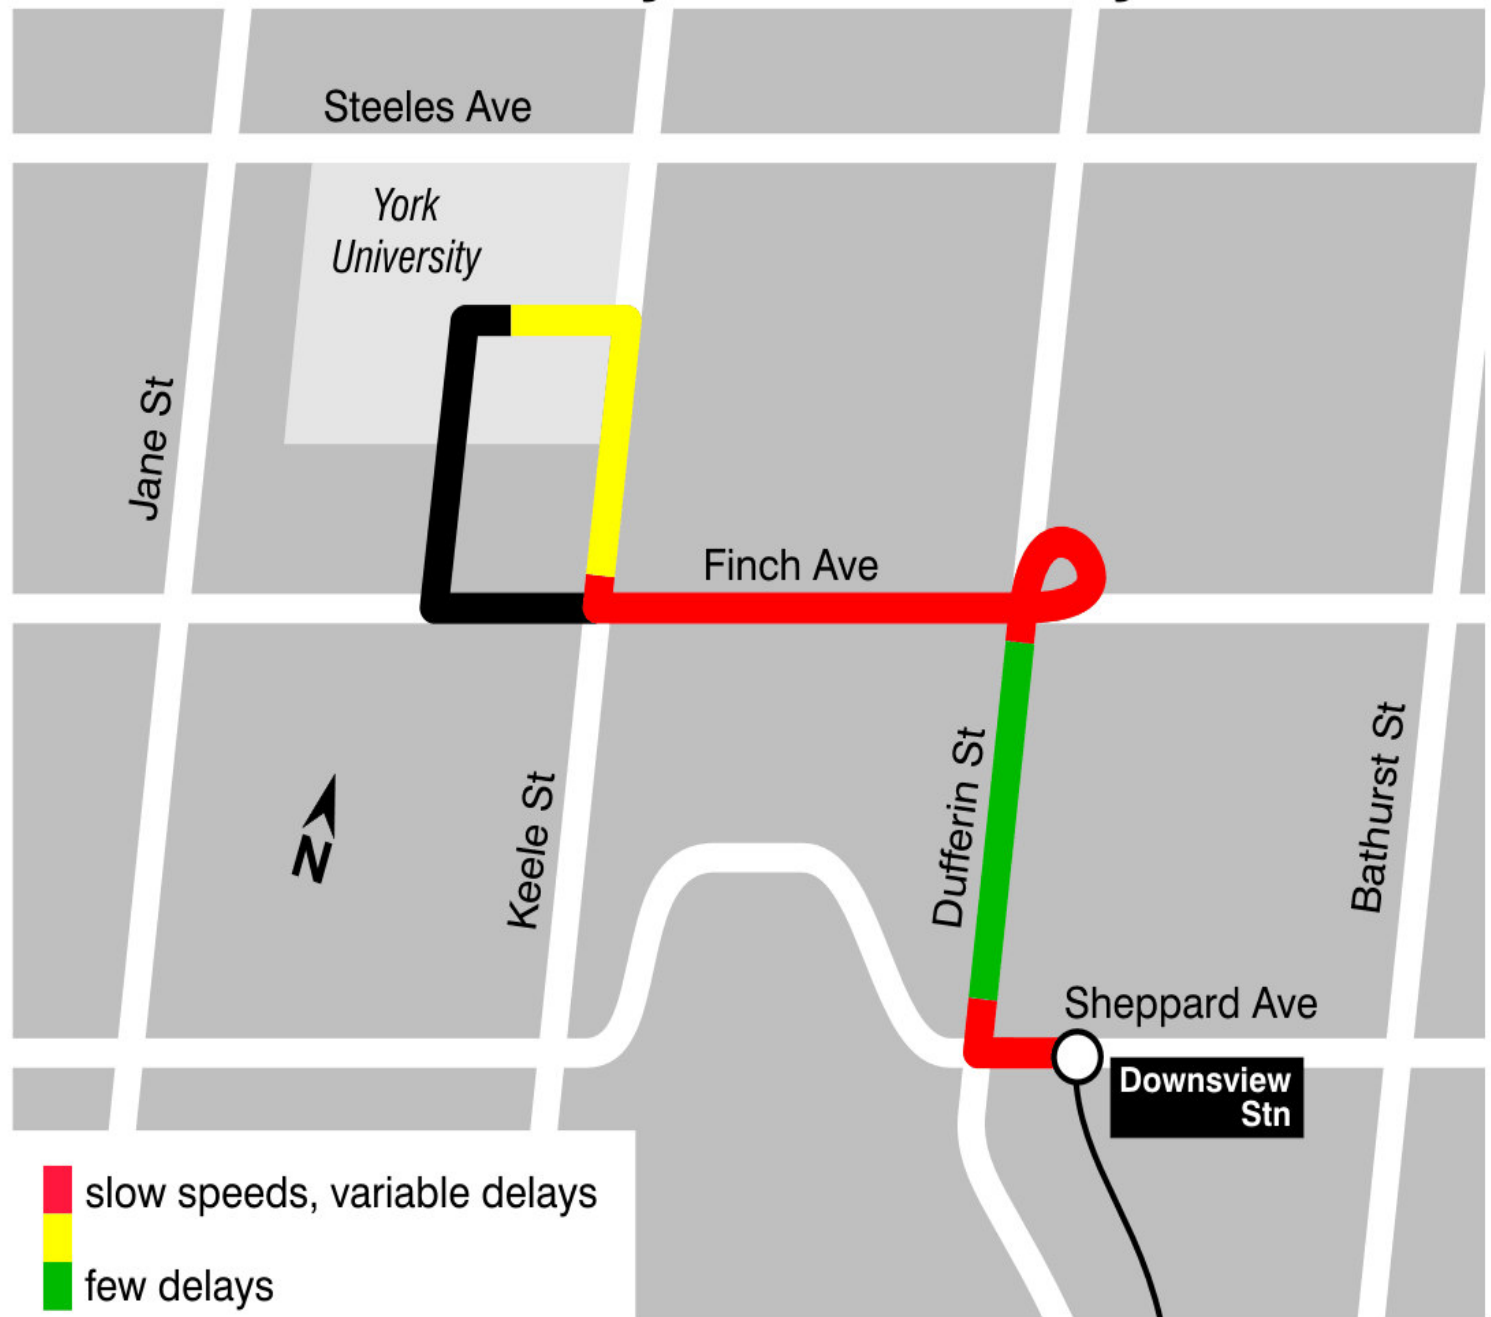 Steeles Ave
York
University
Jane St
Finch Ave
Keele St
Dufferin St
Bathurst St
N
Sheppard Ave
Downsview
Stn
slow speeds, variable delays
few delays